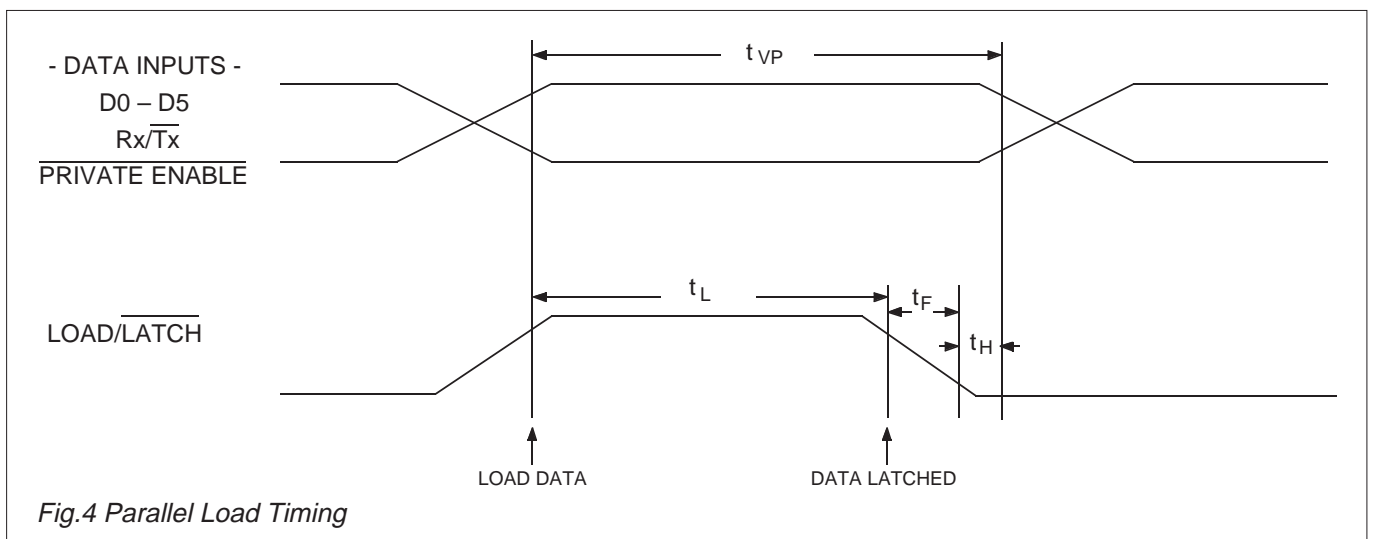 - DATA INPUTS -
D0 – D5
Rx/Tx
PRIVATE ENABLE
t VP
LOAD/LATCH
t L
t F
t H
LOAD DATA
DATA LATCHED
Fig.4 Parallel Load Timing